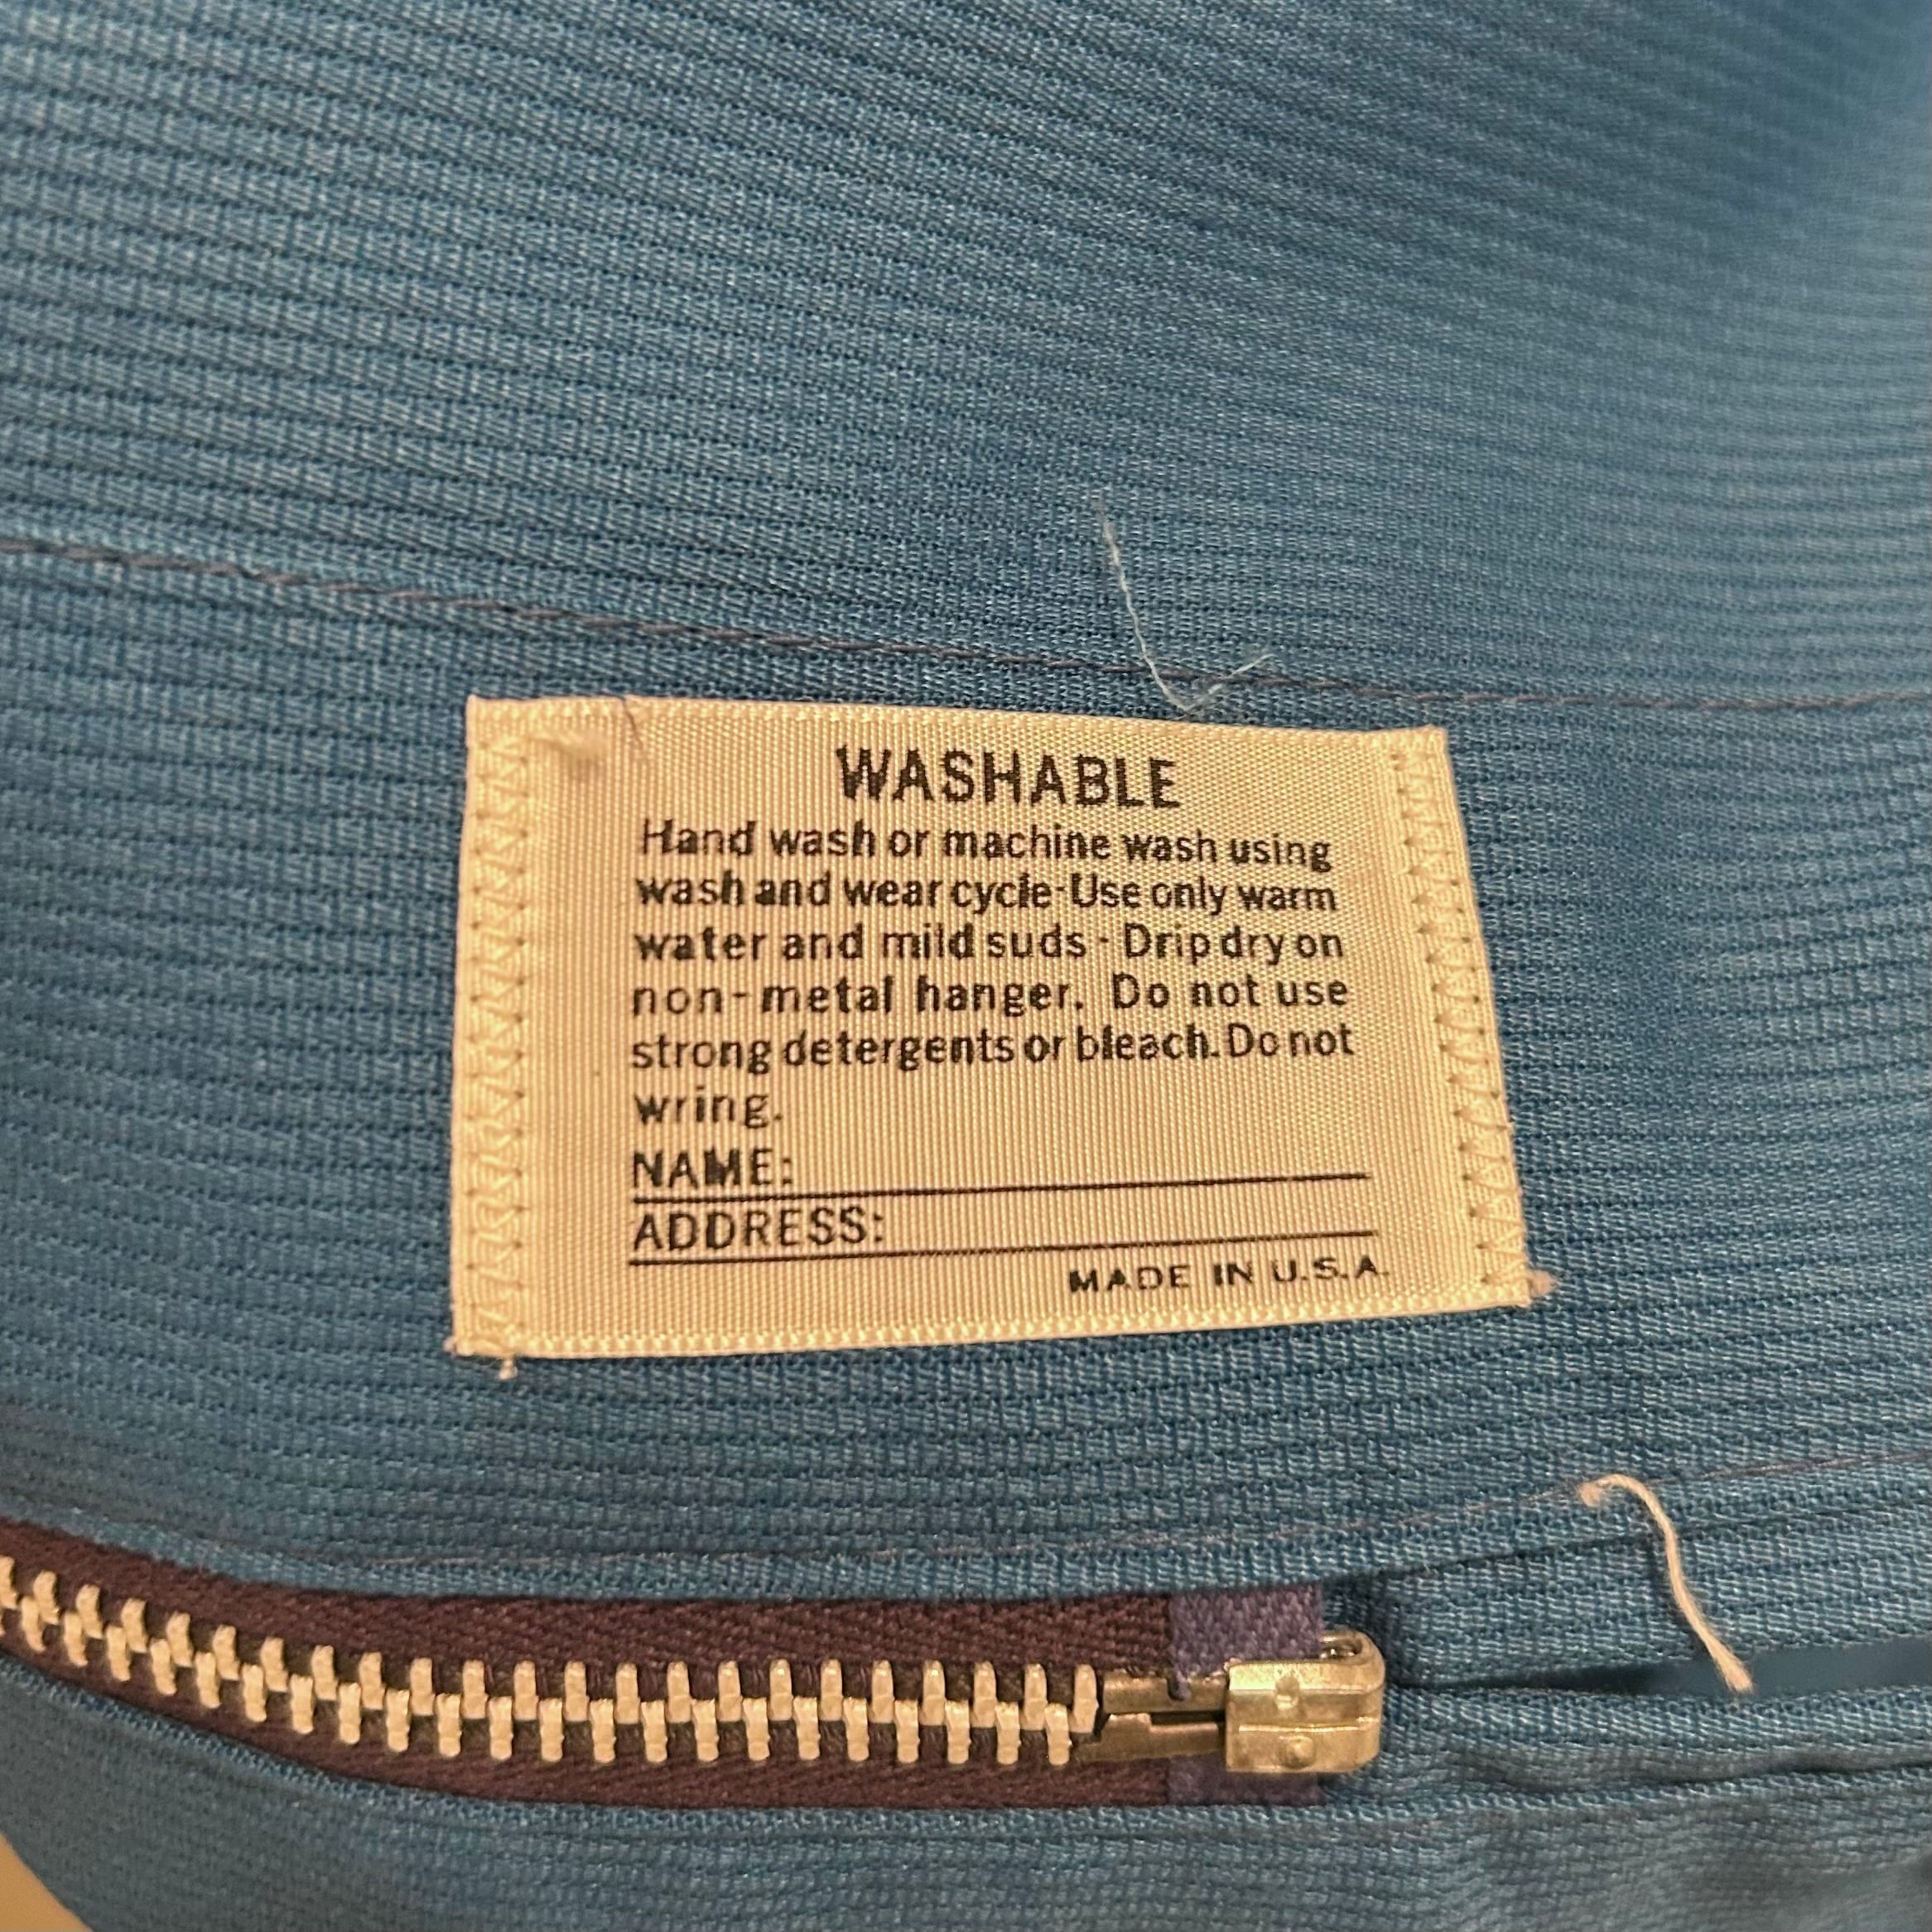 WASHABLE
Hand wash or machine wash using
wash and wear cycle-Use only warm
water and mild suds - Drip dry on
non-metal hanger. Do not use
strong detergents or bleach. Do not
wring.
NAME:
ADDRESS:
MADE IN U.S.A.